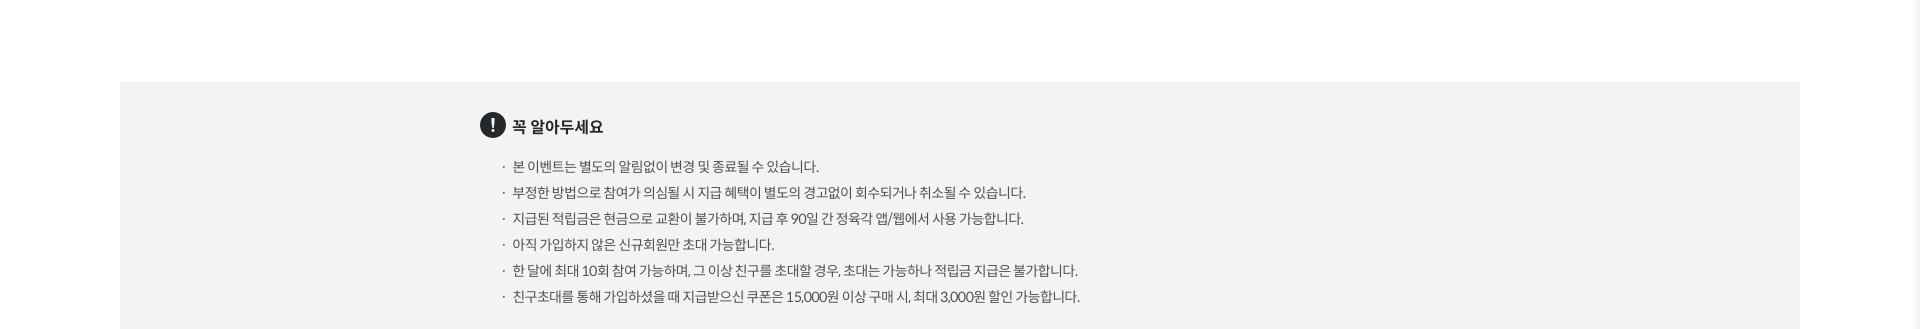 ! 꼭 알아두세요
· 본 이벤트는 별도의 알림없이 변경 및 종료될 수 있습니다.
· 부정한 방법으로 참여가 의심될 시 지급 혜택이 별도의 경고없이 회수되거나 취소될 수 있습니다.
· 지급된 적립금은 현금으로 교환이 불가하며, 지급 후 90일 간 정육각 앱/웹에서 사용 가능합니다.
· 아직 가입하지 않은 신규회원만 초대 가능합니다.
· 한 달에 최대 10회 참여 가능하며, 그 이상 친구를 초대할 경우, 초대는 가능하나 적립금 지급은 불가합니다.
· 친구초대를 통해 가입하셨을 때 지급받으신 쿠폰은 15,000원 이상 구매 시, 최대 3,000원 할인 가능합니다.